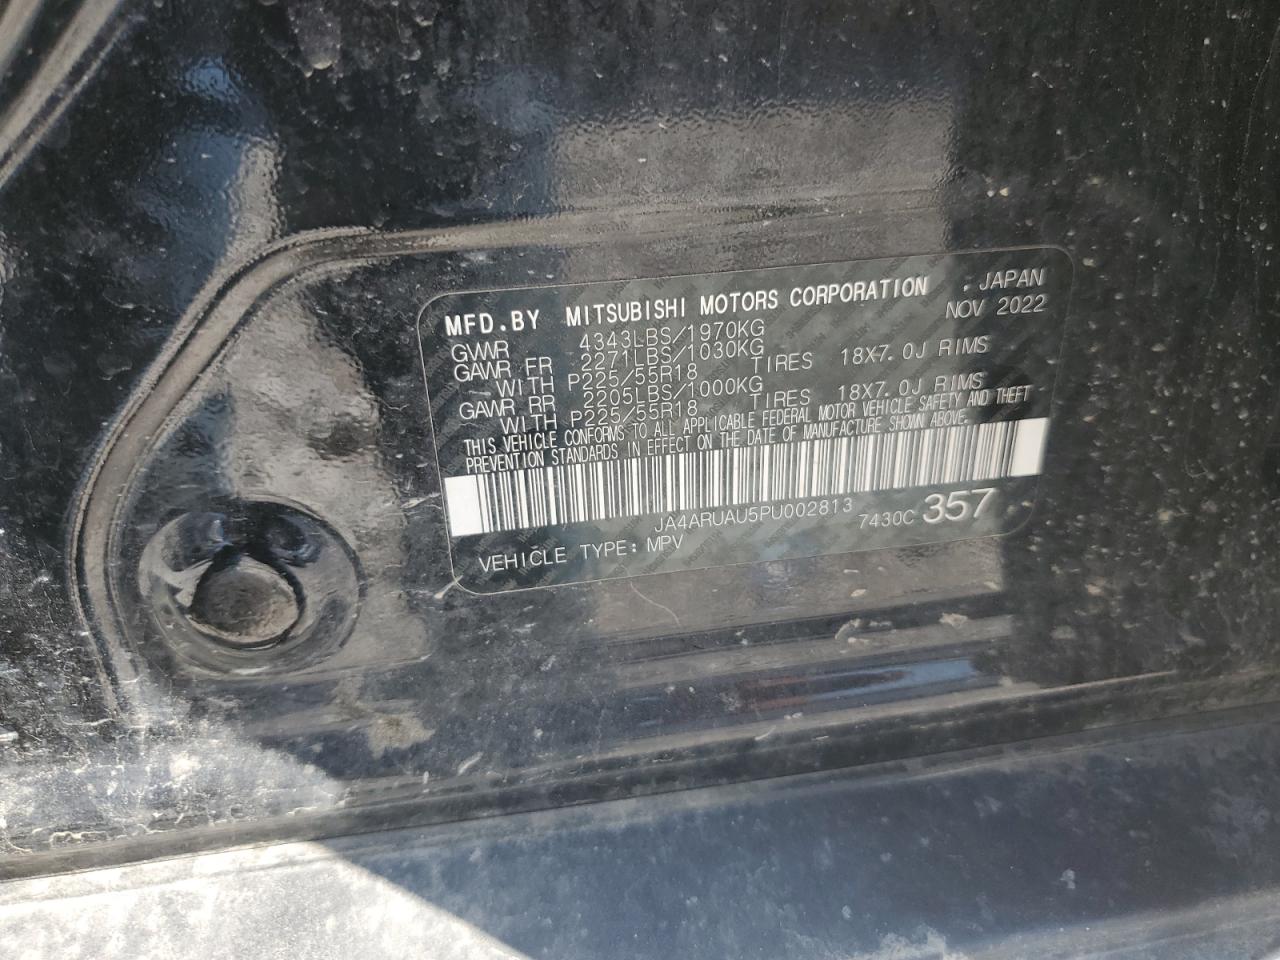 MFD.BY MITSUBISHI MOTORS CORPORATION : JAPAN
NOV 2022
GVWR 4343LBS/1970KG
GAWR FR 2271LBS/1030KG
WITH P225/55R18 TIRES 18X7.0J RIMS
GAWR RR 2205LBS/1000KG
WITH P225/55R18 TIRES 18X7.0J RIMS
THIS VEHICLE CONFORMS TO ALL APPLICABLE FEDERAL MOTOR VEHICLE SAFETY AND THEFT
PREVENTION STANDARDS IN EFFECT ON THE DATE OF MANUFACTURE SHOWN ABOVE.
JA4ARUAU5PU002813
7430C 357
VEHICLE TYPE: MPV